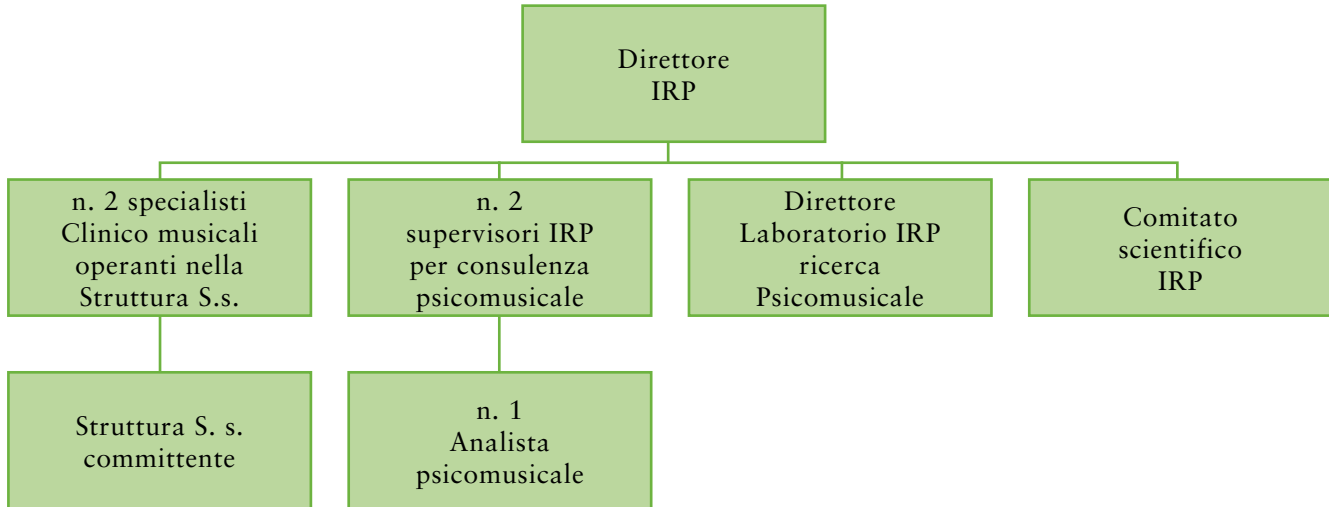 Direttore
IRP
n. 2 specialisti
Clinico musicali
operanti nella
Struttura S.s.
n. 2
supervisori IRP
per consulenza
psicomusicale
Direttore
Laboratorio IRP
ricerca
Psicomusicale
Comitato
scientifico
IRP
Struttura S. s.
committente
n. 1
Analista
psicomusicale